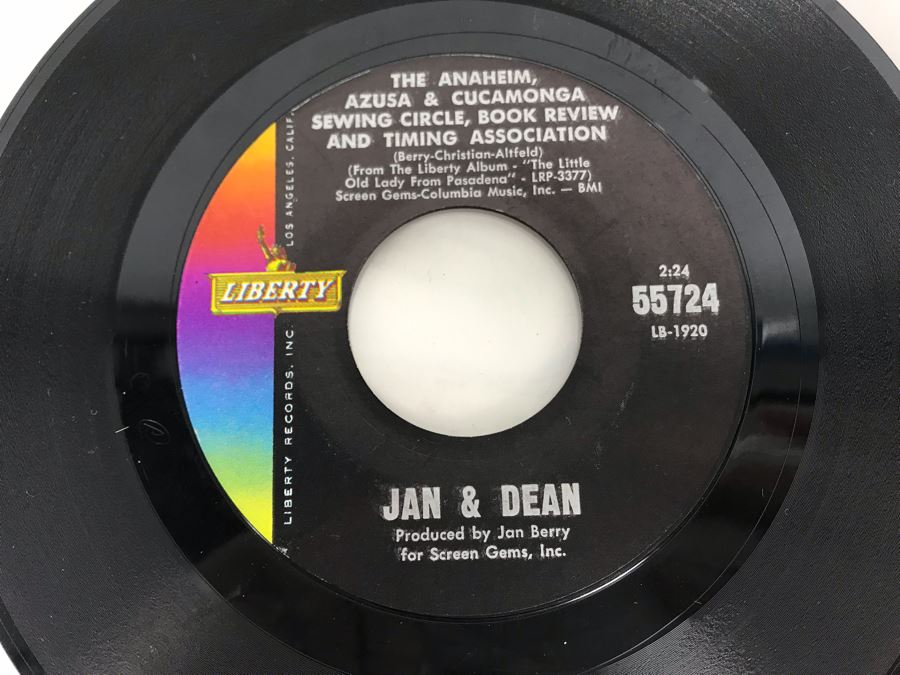 THE ANAHEIM,
AZUSA & CUCAMONGA
SEWING CIRCLE, BOOK REVIEW
AND TIMING ASSOCIATION
(Berry-Christian-Altfeld)
(From The Liberty Album - "The Little
Old Lady From Pasadena" - LRP-3377)
Screen Gems-Columbia Music, Inc. — BMI
LIBERTY
LIBERTY RECORDS, INC. LOS ANGELES, CALIF.
2:24
55724
LB-1920
JAN & DEAN
Produced by Jan Berry
for Screen Gems, Inc.